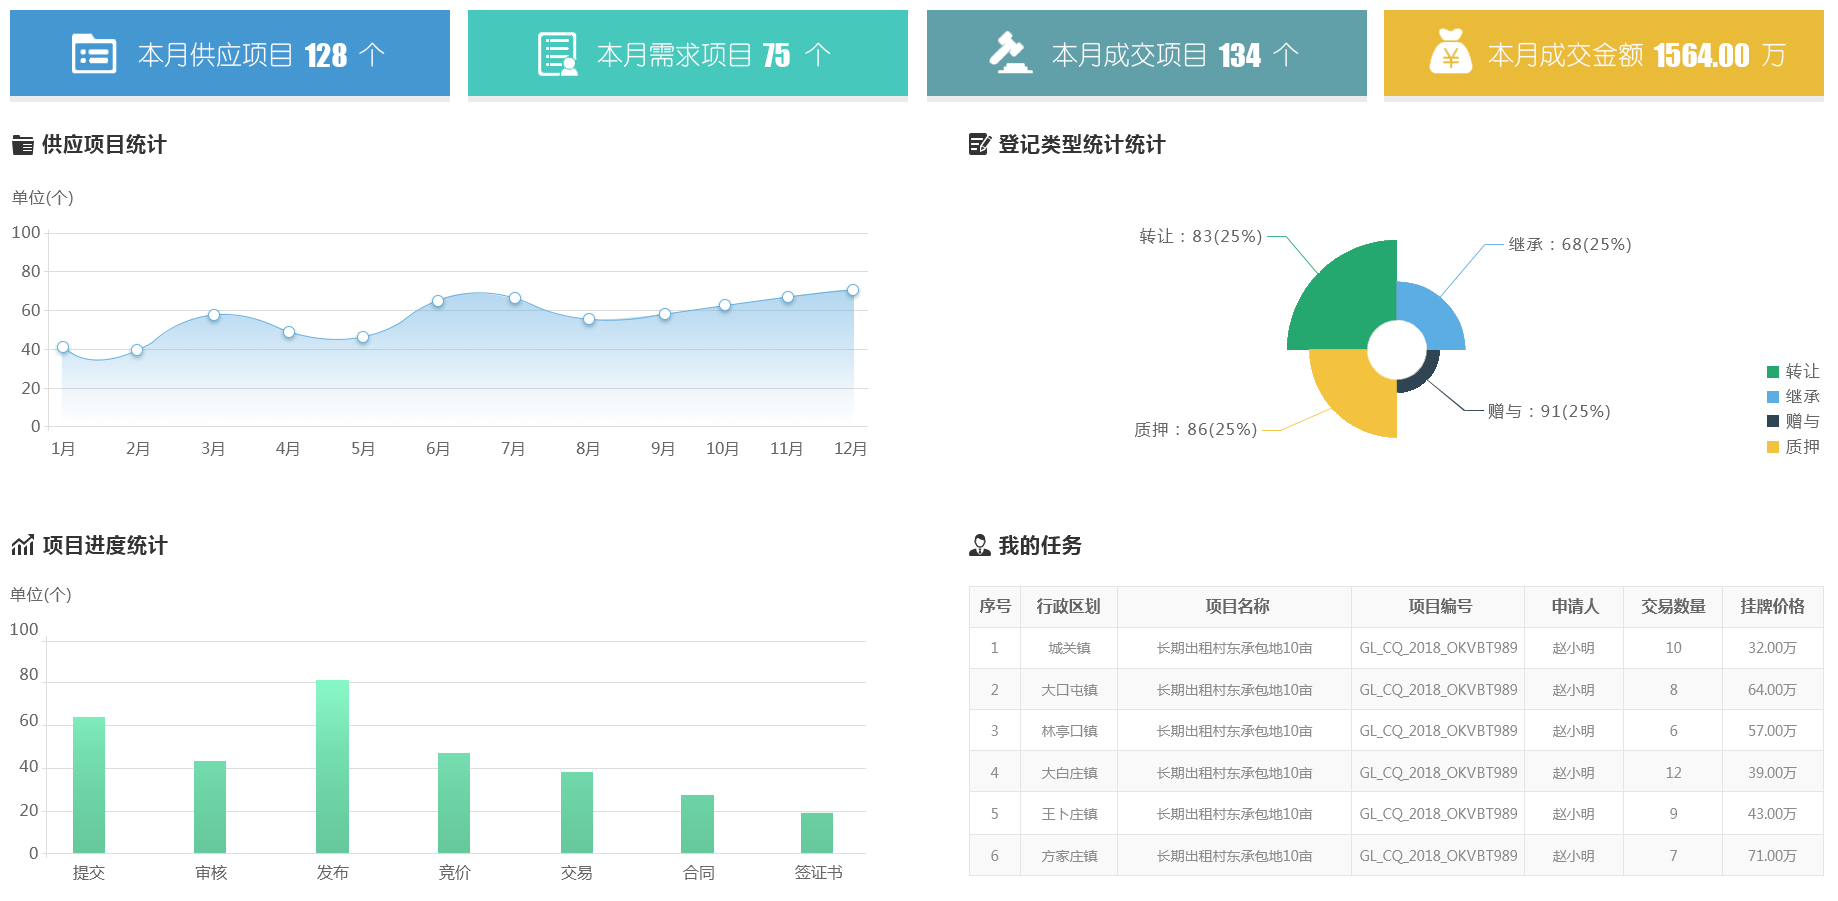 本月供应项目 128 个
本月需求项目 75 个
本月成交项目 134 个
¥ 本月成交金额 1564.00 万
供应项目统计
单位(个)
100
80
60
40
20
0
1月 2月 3月 4月 5月 6月 7月 8月 9月 10月 11月 12月
登记类型统计统计
转让：83(25%)
继承：68(25%)
赠与：91(25%)
质押：86(25%)
转让
继承
赠与
质押
项目进度统计
单位(个)
100
80
60
40
20
0
提交 审核 发布 竞价 交易 合同 签证书
我的任务
序号 行政区划 项目名称 项目编号 申请人 交易数量 挂牌价格
1 城关镇 长期出租村东承包地10亩 GL_CQ_2018_OKVBT989 赵小明 10 32.00万
2 大口屯镇 长期出租村东承包地10亩 GL_CQ_2018_OKVBT989 赵小明 8 64.00万
3 林亭口镇 长期出租村东承包地10亩 GL_CQ_2018_OKVBT989 赵小明 6 57.00万
4 大白庄镇 长期出租村东承包地10亩 GL_CQ_2018_OKVBT989 赵小明 12 39.00万
5 王卜庄镇 长期出租村东承包地10亩 GL_CQ_2018_OKVBT989 赵小明 9 43.00万
6 方家庄镇 长期出租村东承包地10亩 GL_CQ_2018_OKVBT989 赵小明 7 71.00万